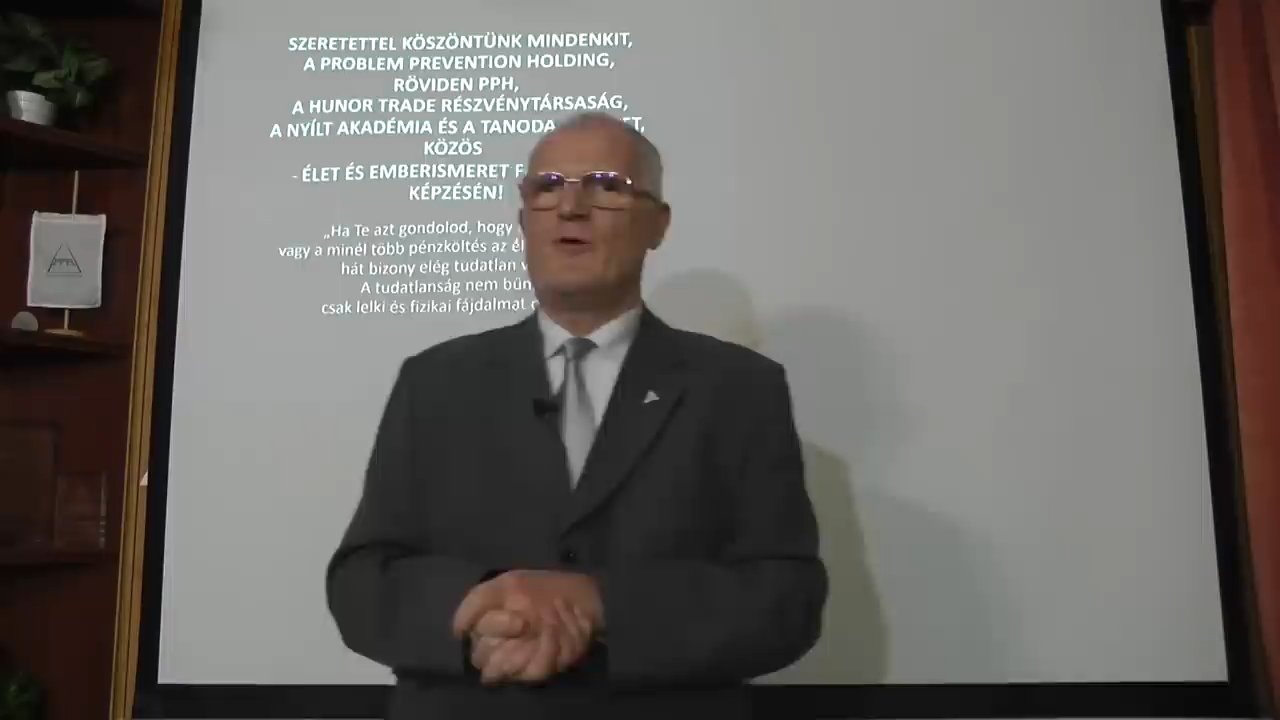 SZERETETTEL KÖSZÖNTÜNK MINDENKIT,
A PROBLEM PREVENTION HOLDING,
RÖVIDEN PPH,
A HUNOR TRADE RÉSZVÉNYTÁRSASÁG,
A NYÍLT AKADÉMIA ÉS A TANODA
KÖZÖS
- ÉLET ÉS EMBERISMERET
KÉPZÉSÉN!
„Ha Te azt gondolod, hogy
vagy a minél több pénzköltés az
hát bizony elég tudatlan
A tudatlanság nem
csak lelki és fizikai fájdalmat